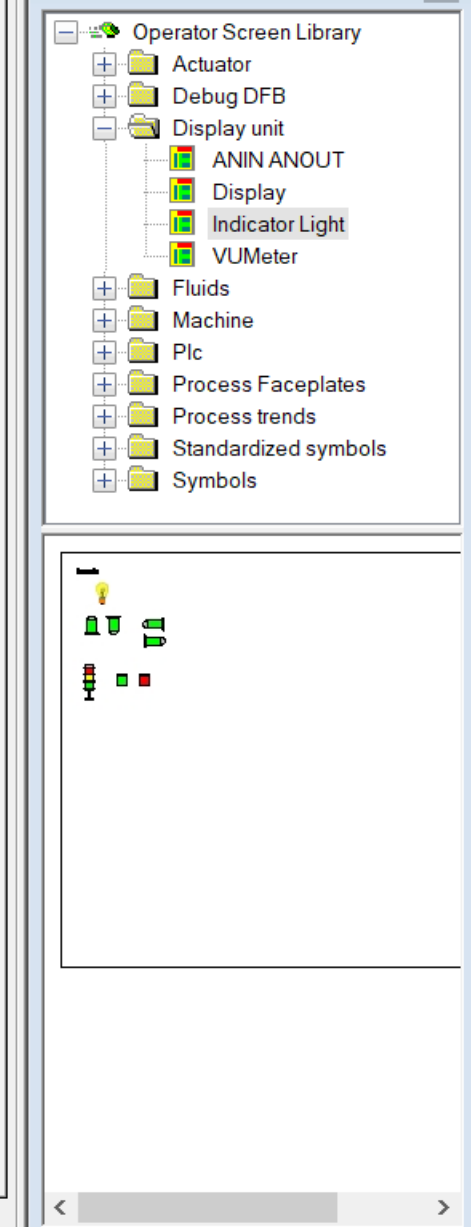 Operator Screen Library
Actuator
Debug DFB
Display unit
ANIN ANOUT
Display
Indicator Light
VUMeter
Fluids
Machine
Plc
Process Faceplates
Process trends
Standardized symbols
Symbols